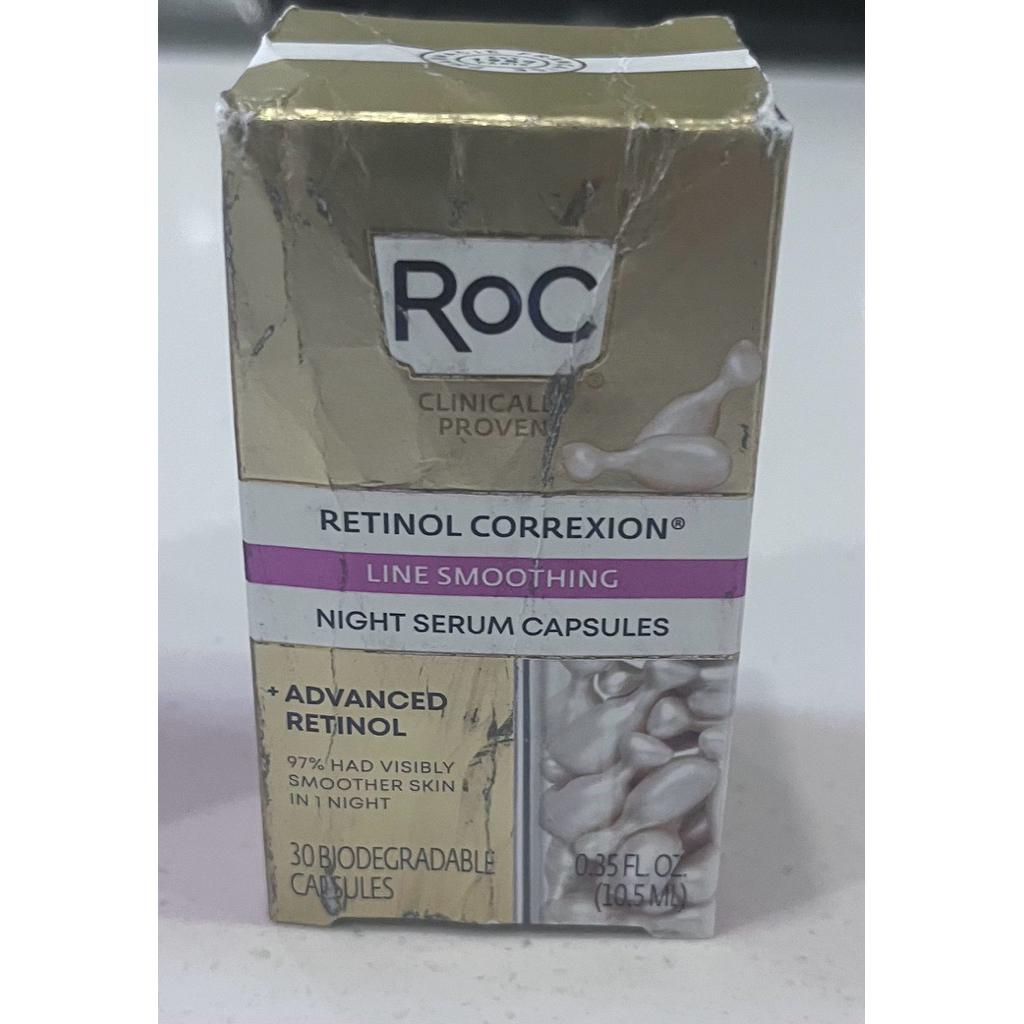 RoC
®
CLINICALLY
PROVEN
RETINOL CORREXION®
LINE SMOOTHING
NIGHT SERUM CAPSULES
+ ADVANCED
RETINOL
97% HAD VISIBLY
SMOOTHER SKIN
IN 1 NIGHT
30 BIODEGRADABLE
CAPSULES
0.35 FL. OZ.
(10.5 ML)